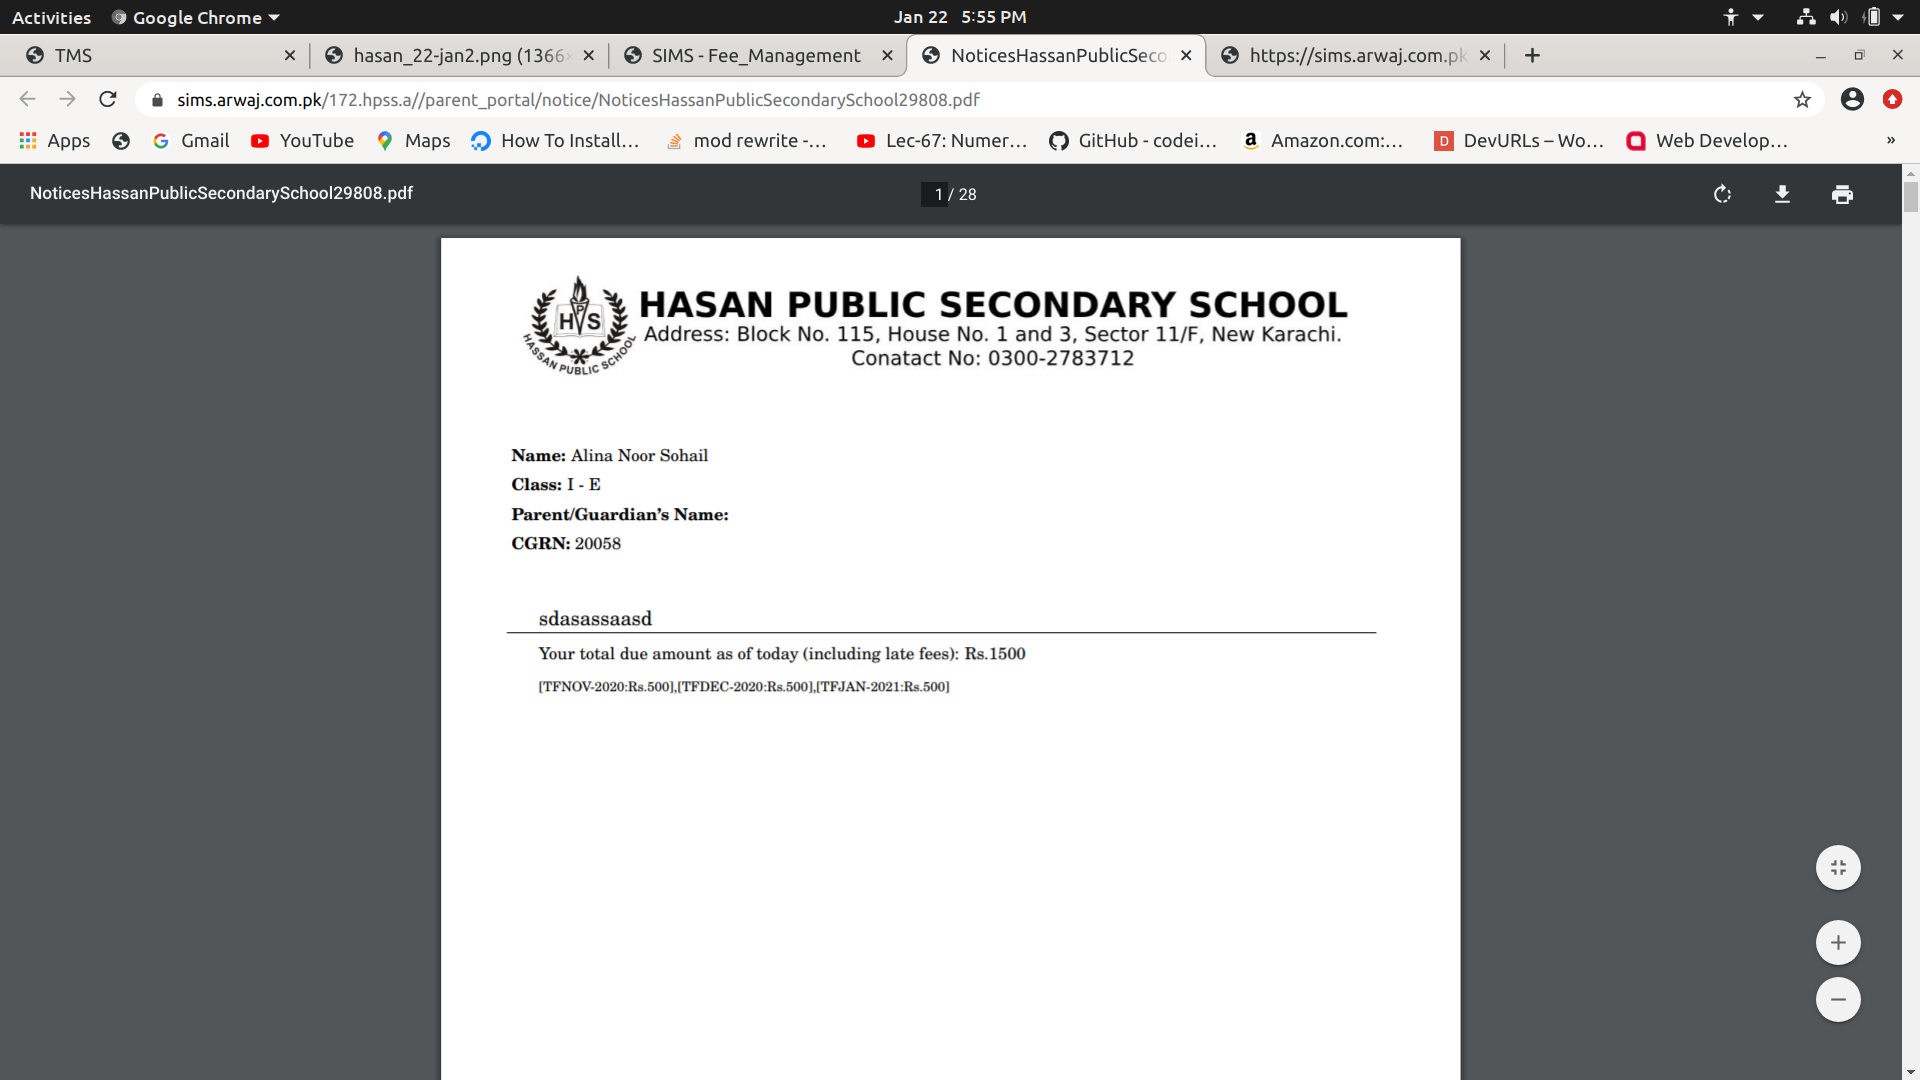 Activities Google Chrome Jan 22 5:55 PM
TMS hasan_22-jan2.png (1366 SIMS - Fee_Management NoticesHassanPublicSeco https://sims.arwaj.com.pk
sims.arwaj.com.pk/172.hpss.a//parent_portal/notice/NoticesHassanPublicSecondarySchool29808.pdf
Apps Gmail YouTube Maps How To Install... mod rewrite -... Lec-67: Numer... GitHub - codei... Amazon.com:... DevURLs – Wo... Web Develop... »
NoticesHassanPublicSecondarySchool29808.pdf 1 / 28
HPS
HASSAN PUBLIC SCHOOL
HASAN PUBLIC SECONDARY SCHOOL
Address: Block No. 115, House No. 1 and 3, Sector 11/F, New Karachi.
Conatact No: 0300-2783712
Name: Alina Noor Sohail
Class: I - E
Parent/Guardian's Name:
CGRN: 20058
sdasassaasd
Your total due amount as of today (including late fees): Rs.1500
[TFNOV-2020:Rs.500],[TFDEC-2020:Rs.500],[TFJAN-2021:Rs.500]